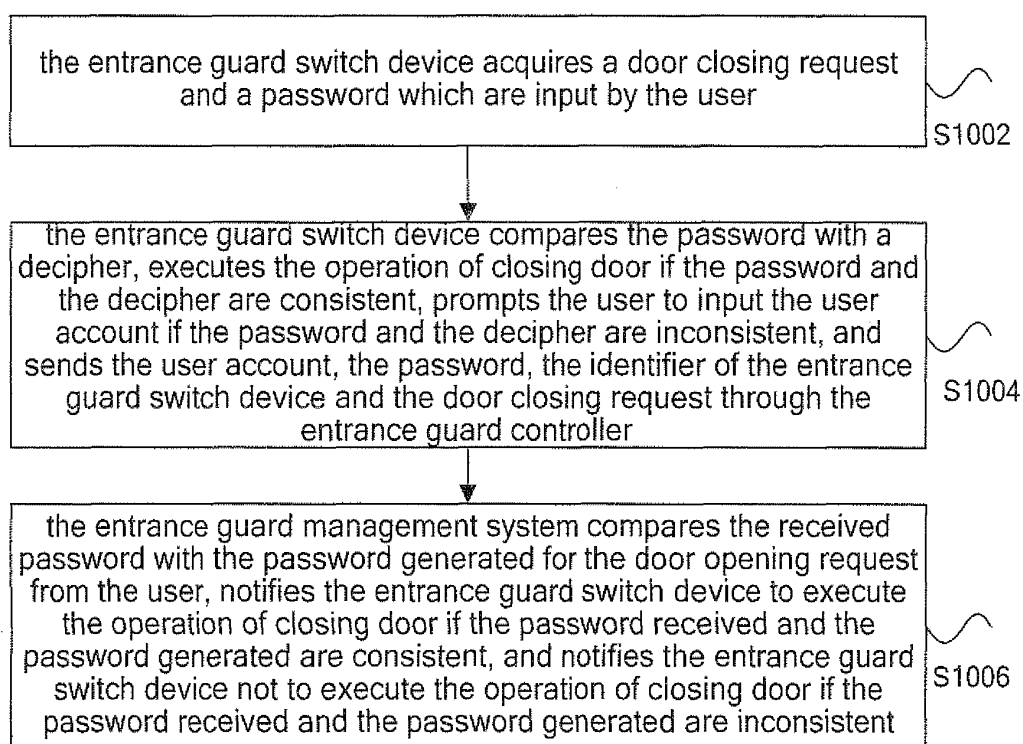 the entrance guard switch device acquires a door closing request
and a password which are input by the user
S1002
the entrance guard switch device compares the password with a
decipher, executes the operation of closing door if the password and
the decipher are consistent, prompts the user to input the user
account if the password and the decipher are inconsistent, and
sends the user account, the password, the identifier of the entrance
guard switch device and the door closing request through the
entrance guard controller
S1004
the entrance guard management system compares the received
password with the password generated for the door opening request
from the user, notifies the entrance guard switch device to execute
the operation of closing door if the password received and the
password generated are consistent, and notifies the entrance guard
switch device not to execute the operation of closing door if the
password received and the password generated are inconsistent
S1006